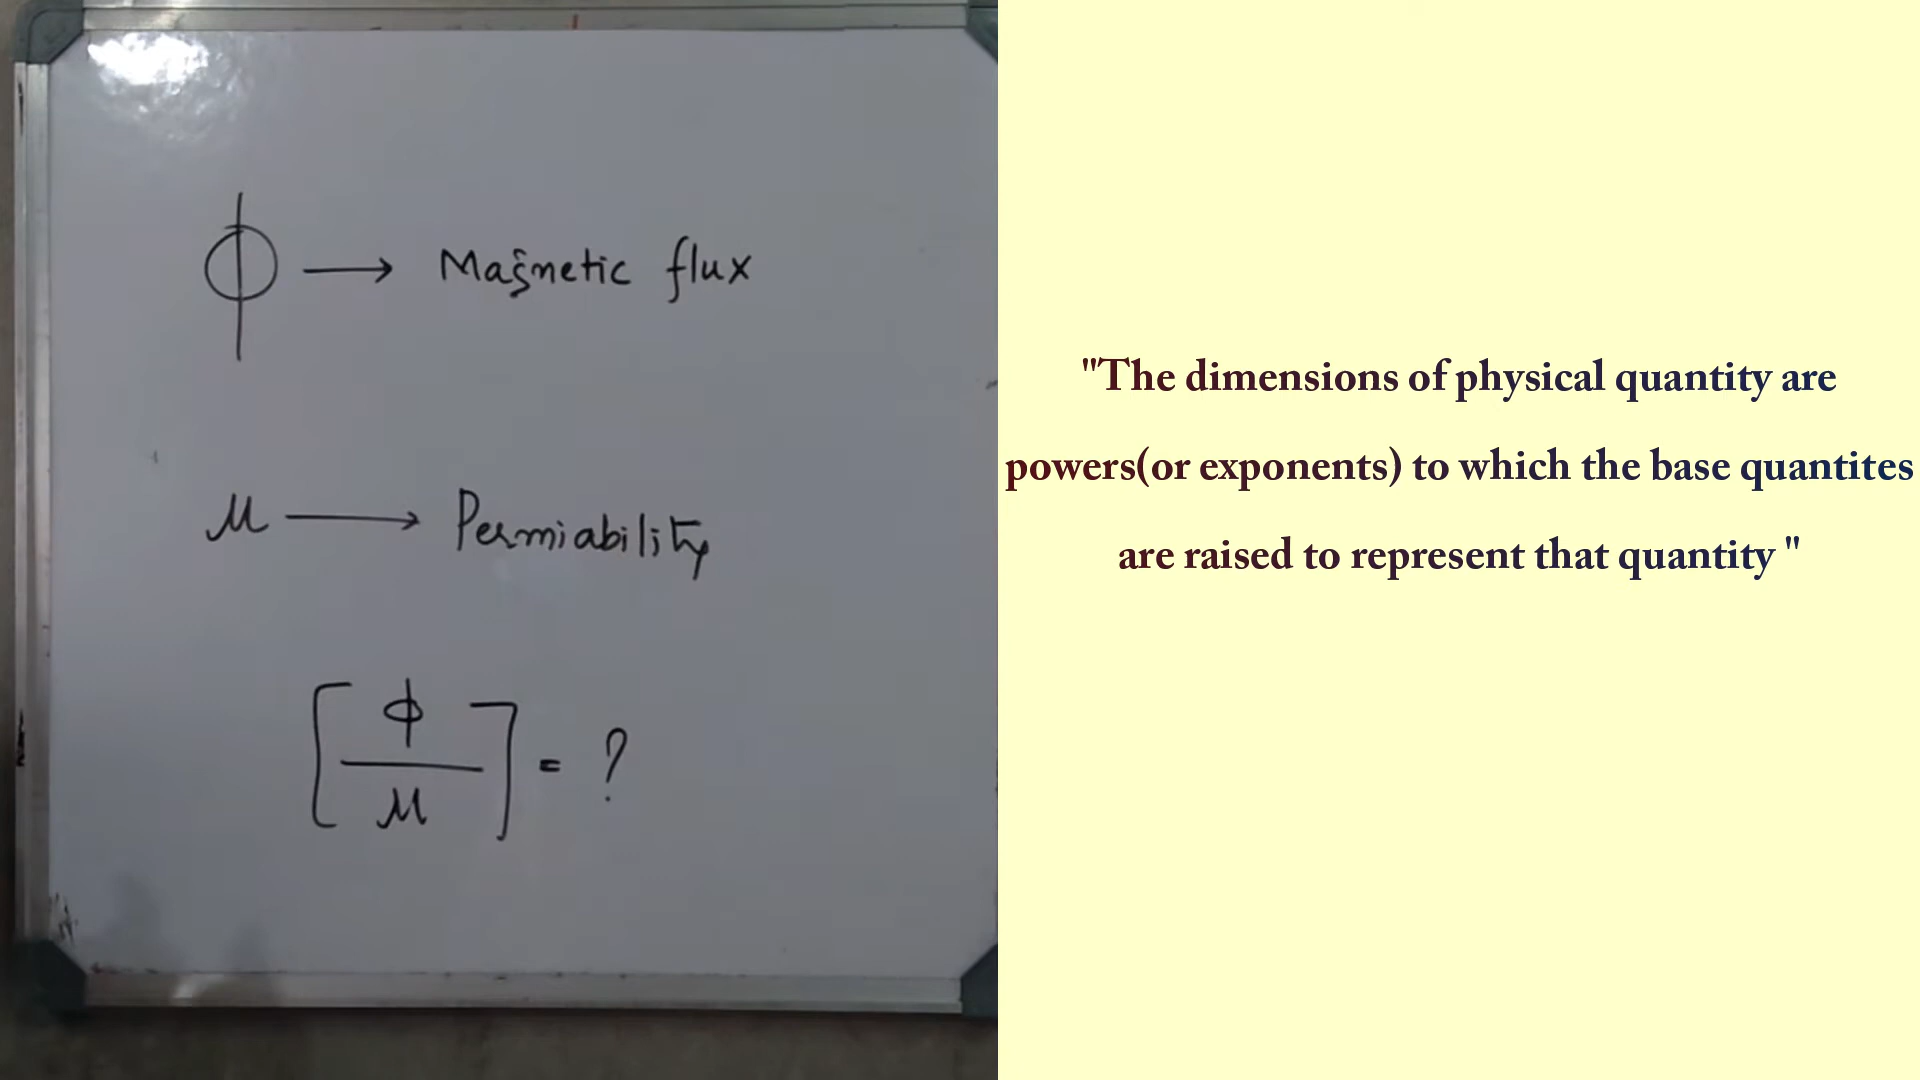 ϕ → Magnetic flux
μ → Permiability
[ϕ/μ] = ?
"The dimensions of physical quantity are
powers(or exponents) to which the base quantites
are raised to represent that quantity "